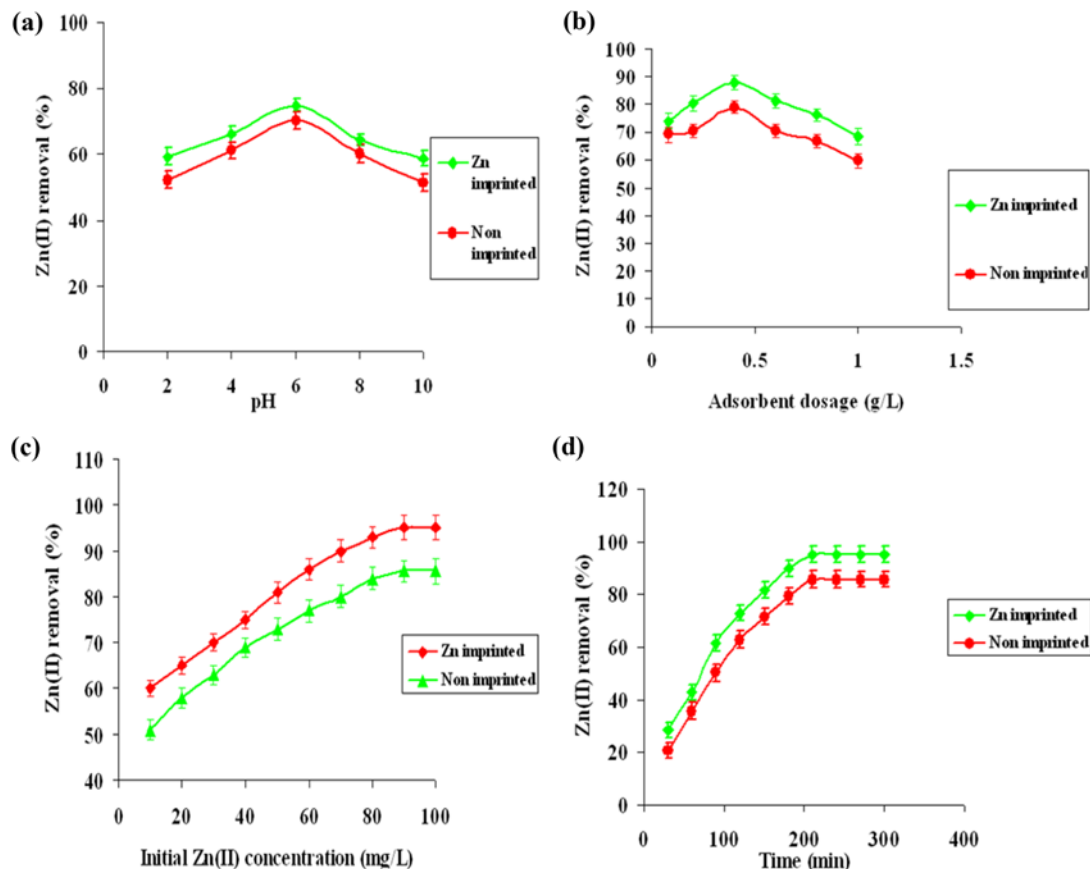 (a)
100
80
60
40
20
0
0 2 4 6 8 10
Zn(II) removal (%)
pH
Zn
imprinted
Non
imprinted
(b)
100
90
80
70
60
50
40
30
20
10
0
0 0.5 1 1.5
Zn(II) removal (%)
Adsorbent dosage (g/L)
Zn imprinted
Non imprinted
(c)
110
100
90
80
70
60
50
40
0 20 40 60 80 100
Zn(II) removal (%)
Initial Zn(II) concentration (mg/L)
Zn imprinted
Non imprinted
(d)
120
100
80
60
40
20
0
0 100 200 300 400
Zn(II) removal (%)
Time (min)
Zn imprinted
Non imprinted